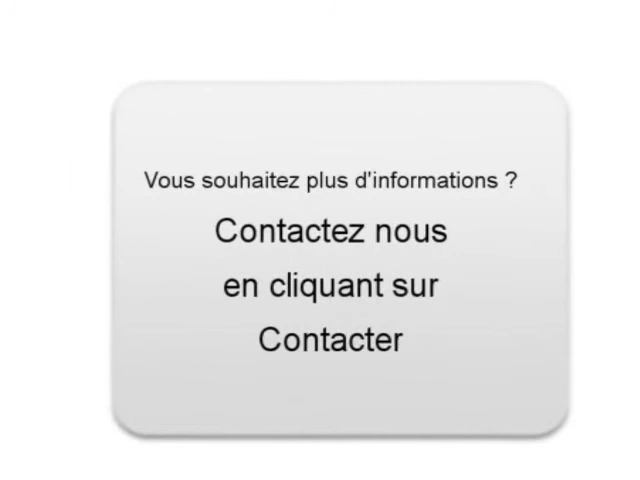 Vous souhaitez plus d'informations ?
Contactez nous
en cliquant sur
Contacter